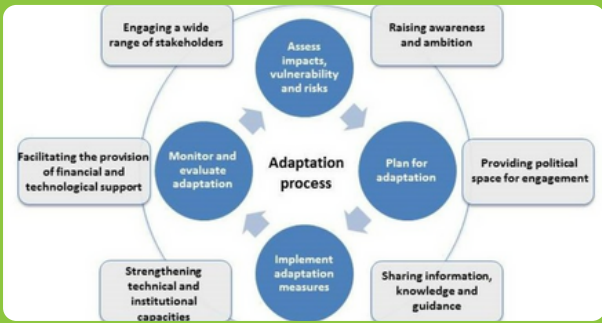 Engaging a wide
range of stakeholders
Raising awareness
and ambition
Assess
impacts,
vulnerability
and risks
Facilitating the provision
of financial and
technological support
Monitor and
evaluate
adaptation
Adaptation
process
Plan for
adaptation
Providing political
space for engagement
Implement
adaptation
measures
Strengthening
technical and
institutional
capacities
Sharing information,
knowledge and
guidance